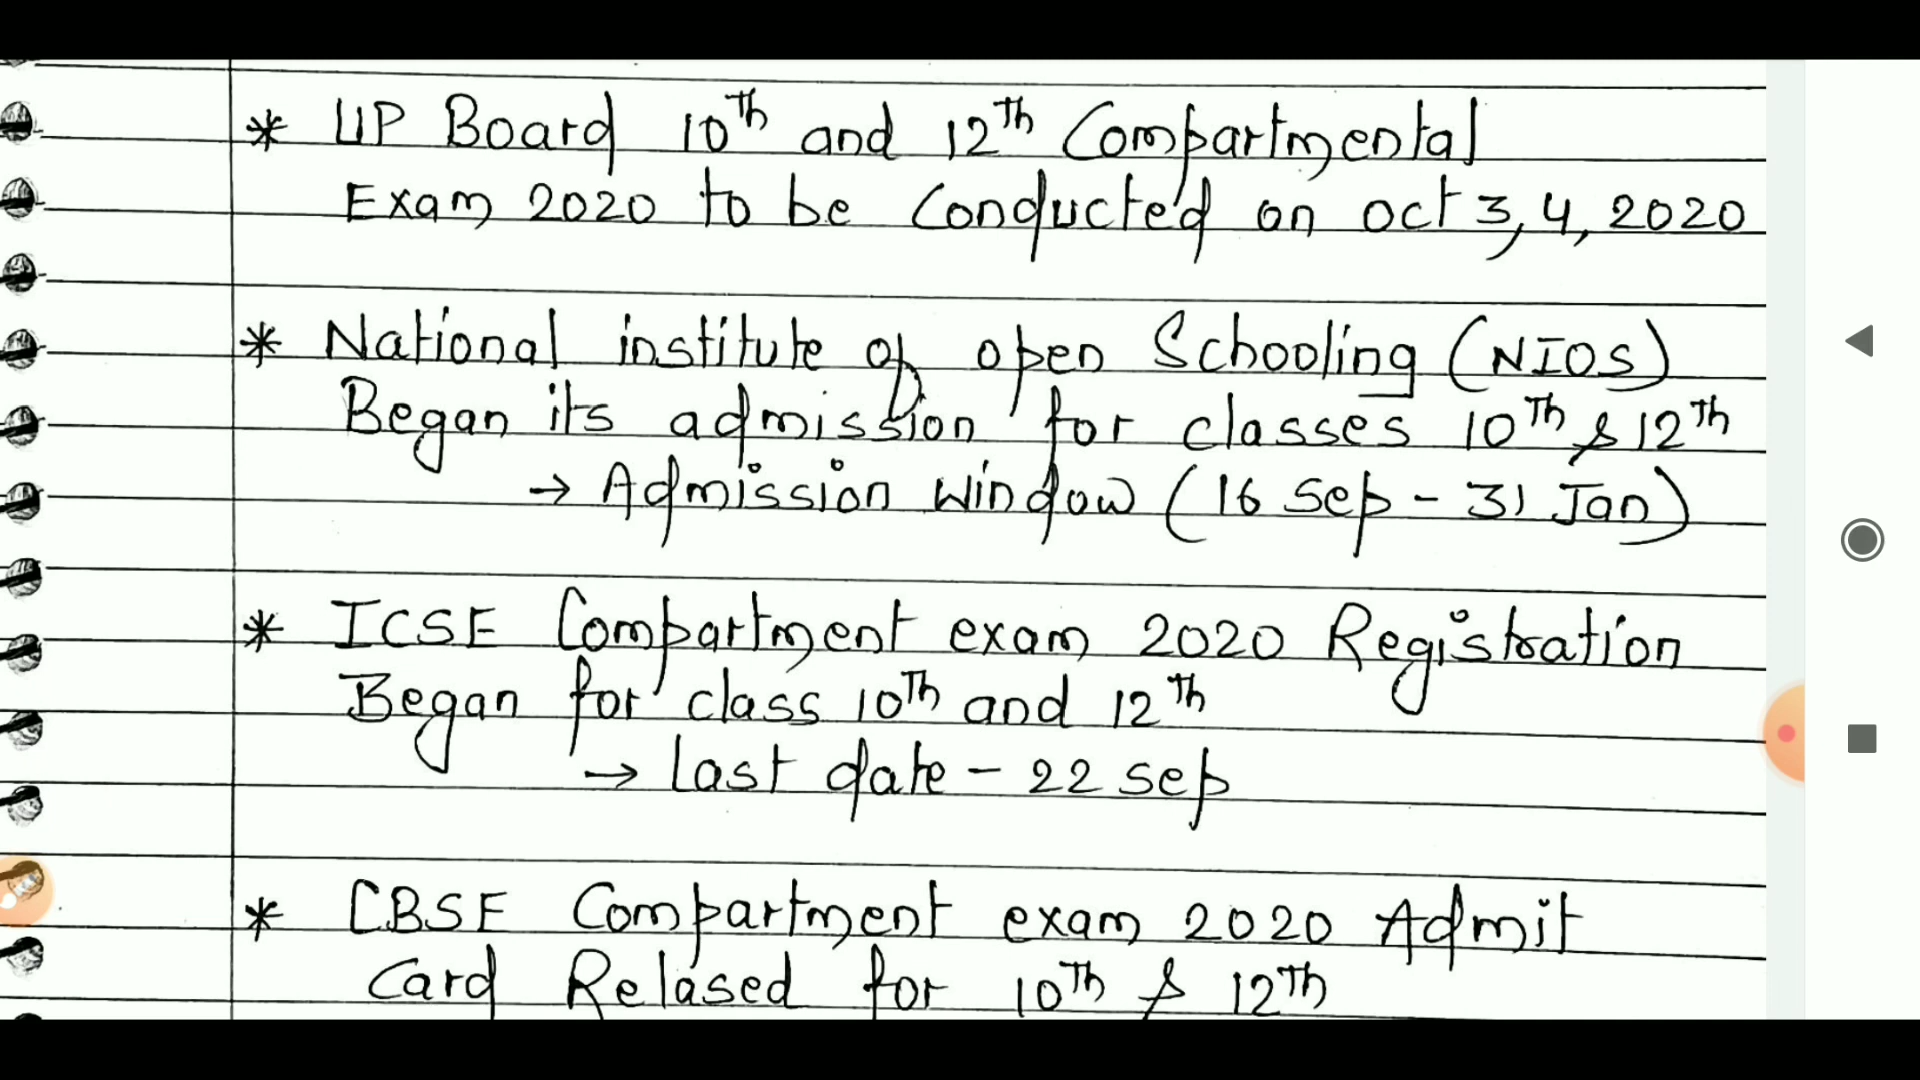 * UP Board 10th and 12th Compartmental
Exam 2020 to be Conducted on oct 3, 4, 2020
* National institute of open Schooling (NIOS)
Began its admission for classes 10th & 12th
→ Admission Window (16 Sep - 31 Jan)
* ICSE Compartment exam 2020 Registration
Began for class 10th and 12th
→ last date - 22 sep
* CBSE Compartment exam 2020 Admit
Card Relased for 10th & 12th